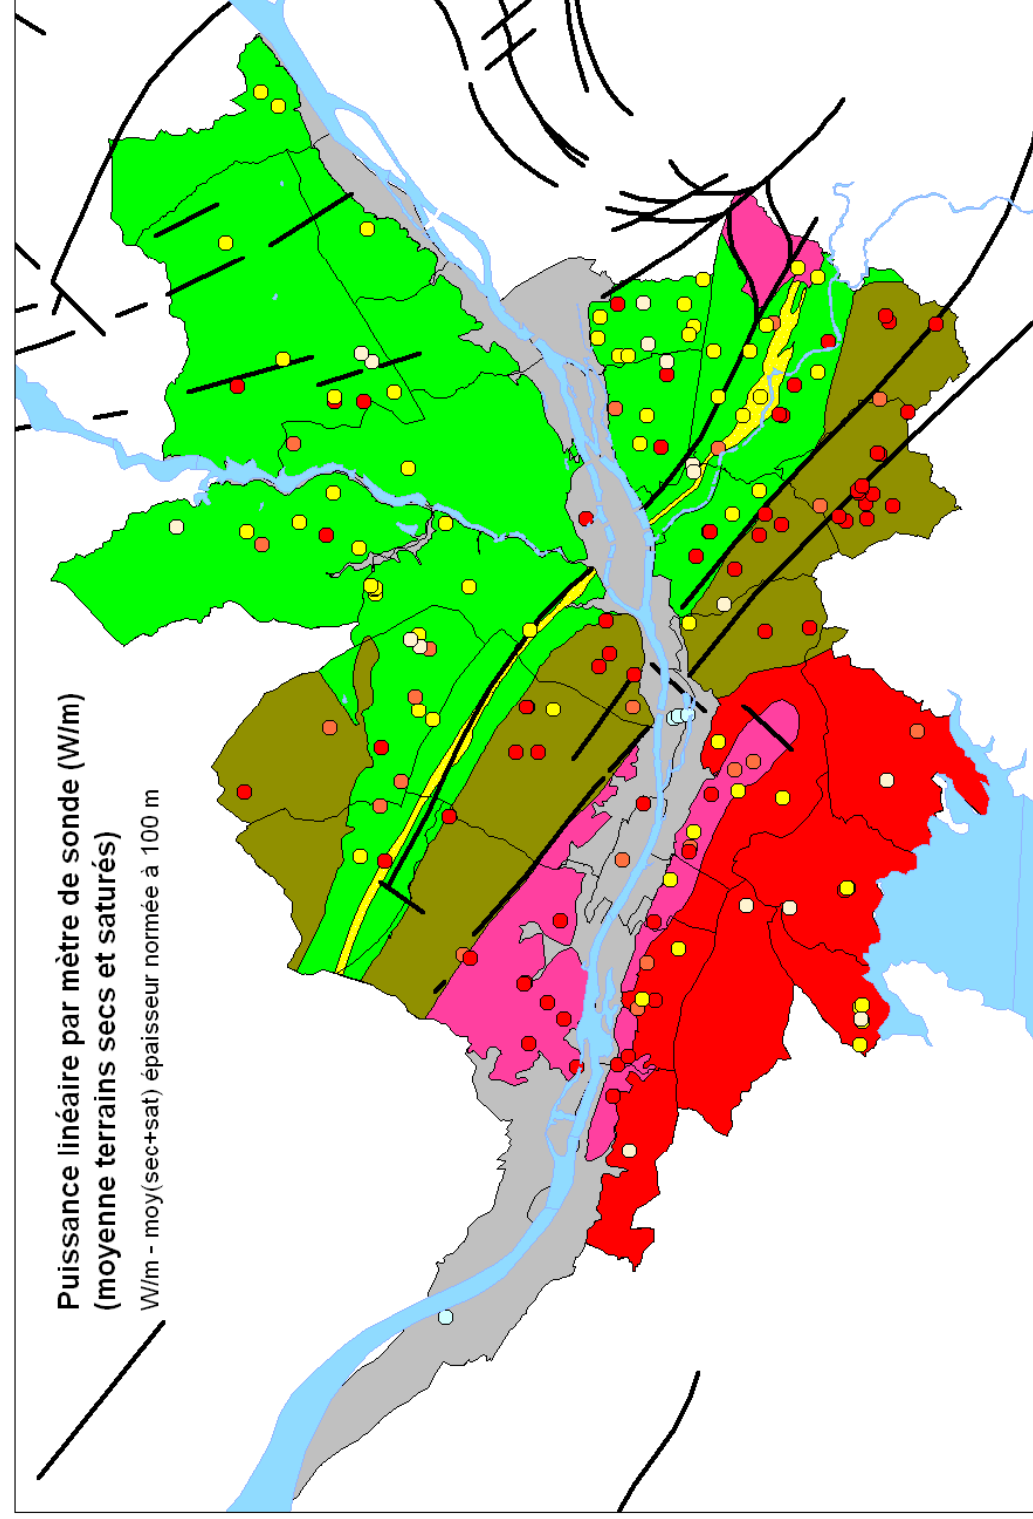 Puissance linéaire par mètre de sonde (W/m)
(moyenne terrains secs et saturés)
W/m - moy(sec+sat) épaisseur normée à 100 m